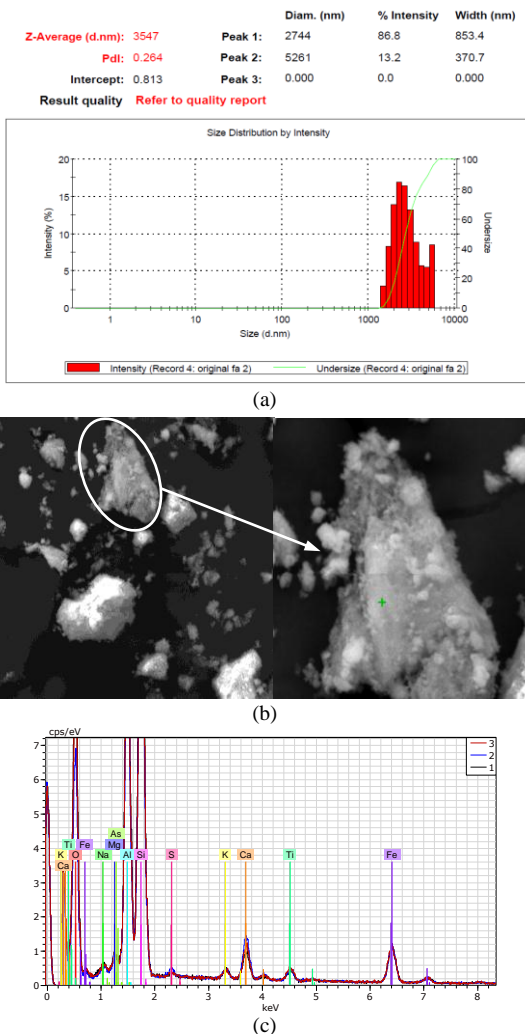 Diam. (nm) % Intensity Width (nm)
Z-Average (d.nm): 3547 Peak 1: 2744 86.8 853.4
PdI: 0.264 Peak 2: 5261 13.2 370.7
Intercept: 0.813 Peak 3: 0.000 0.0 0.000
Result quality Refer to quality report
Size Distribution by Intensity
Intensity (%)
20
15
10
5
0
100
80
60
40
20
0
Undersize
1 10 100 1000 10000
Size (d.nm)
Intensity (Record 4: original fa 2) Undersize (Record 4: original fa 2)
(a)
(b)
cps/eV
7
6
5
4
3
2
1
0
3
2
1
As
Ti Fe Mg
K O Na Al Si S K Ca Ti Fe
Ca
0 1 2 3 4 5 6 7 8
keV
(c)